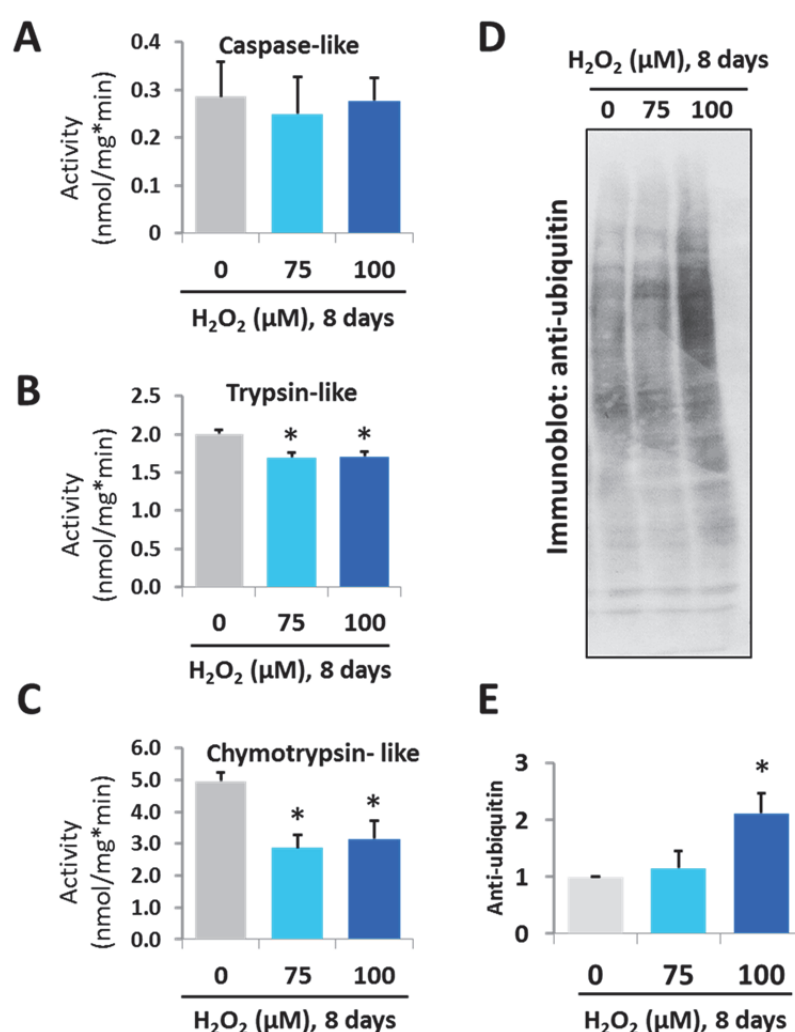 A
Caspase-like
Activity
(nmol/mg*min)
0.4
0.3
0.2
0.1
0
0 75 100
H₂O₂ (µM), 8 days
B
Trypsin-like
Activity
(nmol/mg*min)
2.5
2.0
1.5
1.0
0.5
0.0
* *
0 75 100
H₂O₂ (µM), 8 days
C
Chymotrypsin- like
Activity
(nmol/mg*min)
6.0
5.0
4.0
3.0
2.0
1.0
0.0
* *
0 75 100
H₂O₂ (µM), 8 days
D
H₂O₂ (µM), 8 days
0 75 100
Immunoblot: anti-ubiquitin
E
Anti-ubiquitin
3
2
1
0
*
0 75 100
H₂O₂ (µM), 8 days